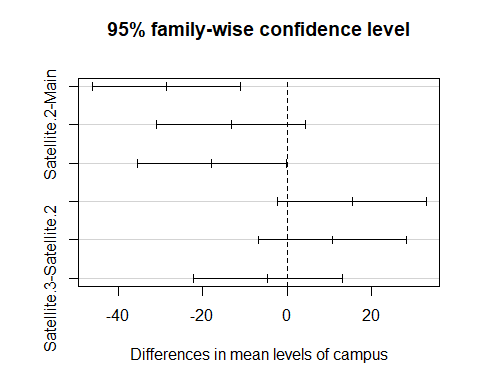 95% family-wise confidence level
Satellite.2-Main
Satellite.3-Satellite.2
-40 -20 0 20
Differences in mean levels of campus